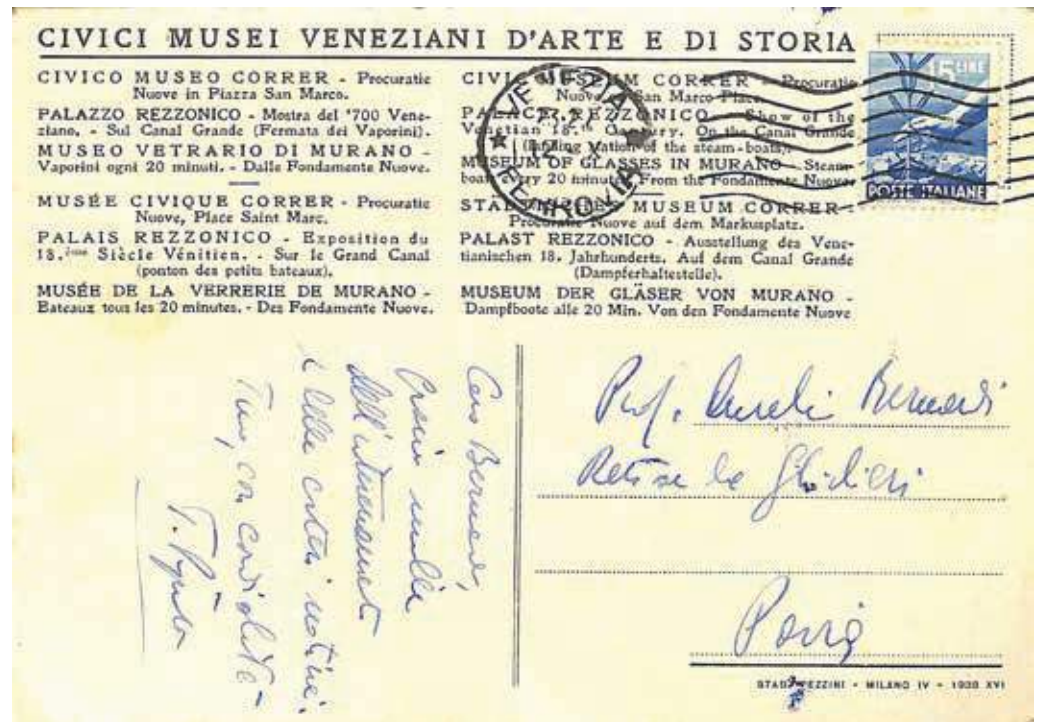 CIVICI MUSEI VENEZIANI D'ARTE E DI STORIA
CIVICO MUSEO CORRER - Procuratie
Nuove in Piazza San Marco.
PALAZZO REZZONICO - Mostra del '700 Vene-
ziano. - Sul Canal Grande (Fermata dei Vaporini).
MUSEO VETRARIO DI MURANO -
Vaporini ogni 20 minuti. - Dalle Fondamente Nuove.
MUSÉE CIVIQUE CORRER - Procuratie
Nuove, Place Saint Marc.
PALAIS REZZONICO - Exposition du
18.ème Siècle Vénitien. - Sur le Grand Canal
(ponton des petits bateaux).
MUSÉE DE LA VERRERIE DE MURANO -
Bateaux tous les 20 minutes. - Des Fondamente Nuove.
CIVIC MUSEUM CORRER - Procuratie
Nuove San Marco Place.
PALACE REZZONICO - Show of the
Venetian 18.th Century. On the Canal Grande
(landing station of the steam-boats).
MUSEUM OF GLASSES IN MURANO - Steam-
boats every 20 minutes. From the Fondamente Nuove
MUSEUM CORRER -
Procuratie Nuove auf dem Markusplatz.
PALAST REZZONICO - Ausstellung des Vene-
tianischen 18. Jahrhunderts. Auf dem Canal Grande
(Dampferhaltestelle).
MUSEUM DER GLÄSER VON MURANO -
Dampfboote alle 20 Min. Von den Fondamente Nuove
VENEZIA
FERROVIA
15 LIRE
POSTE ITALIANE
Caro Bernardi,
Grazie mille
dell'interessamento
e delle ottime notizie.
Tuo, con cordialità
Prof. Aurelio Bernardi
Ghislieri
Pavia
STAB. PEZZINI - MILANO IV - 1938 XVI